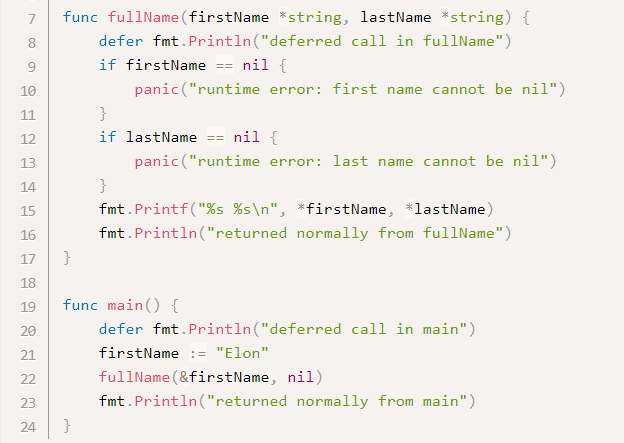 7 func fullName(firstName *string, lastName *string) {
8 defer fmt.Println("deferred call in fullName")
9 if firstName == nil {
10 panic("runtime error: first name cannot be nil")
11 }
12 if lastName == nil {
13 panic("runtime error: last name cannot be nil")
14 }
15 fmt.Printf("%s %s\n", *firstName, *lastName)
16 fmt.Println("returned normally from fullName")
17 }
18
19 func main() {
20 defer fmt.Println("deferred call in main")
21 firstName := "Elon"
22 fullName(&firstName, nil)
23 fmt.Println("returned normally from main")
24 }